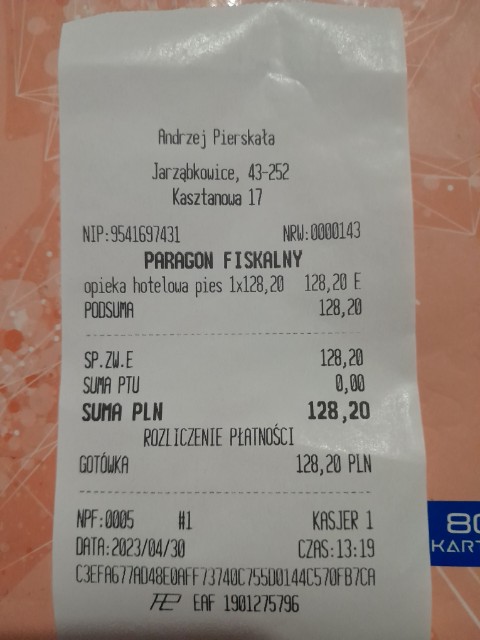 Andrzej Pierskała
Jarząbkowice, 43-252
Kasztanowa 17
NIP:9541697431 NRW:0000143
PARAGON FISKALNY
opieka hotelowa pies 1x128,20 128,20 E
PODSUMA 128,20
SP.ZW.E 128,20
SUMA PTU 0,00
SUMA PLN 128,20
ROZLICZENIE PŁATNOŚCI
GOTÓWKA 128,20 PLN
NPF:0005 #1 KASJER 1
DATA:2023/04/30 CZAS:13:19
C3EFA677AD48E0AFF73740C755D0144C570FB7CA
EAF 1901275796
80
KART